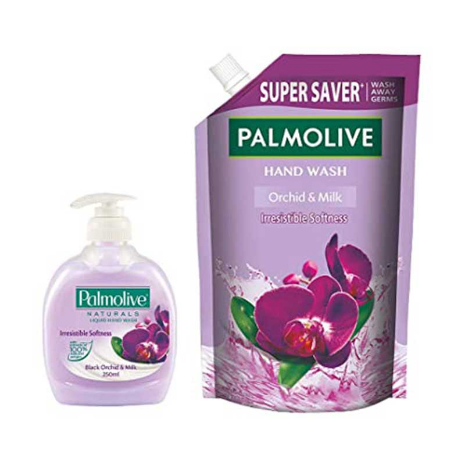 SUPER SAVER+
WASH
AWAY
GERMS
PALMOLIVE
HAND WASH
Orchid & Milk
Irresistible Softness
Palmolive
NATURALS
LIQUID HAND WASH
Irresistible Softness
100%
Black Orchid & Milk
250ml